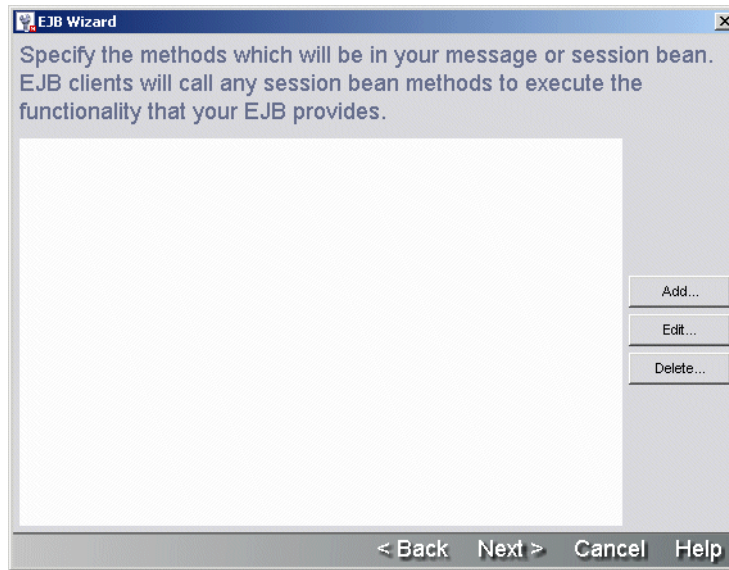 EJB Wizard
Specify the methods which will be in your message or session bean.
EJB clients will call any session bean methods to execute the
functionality that your EJB provides.
Add...
Edit...
Delete...
< Back Next > Cancel Help